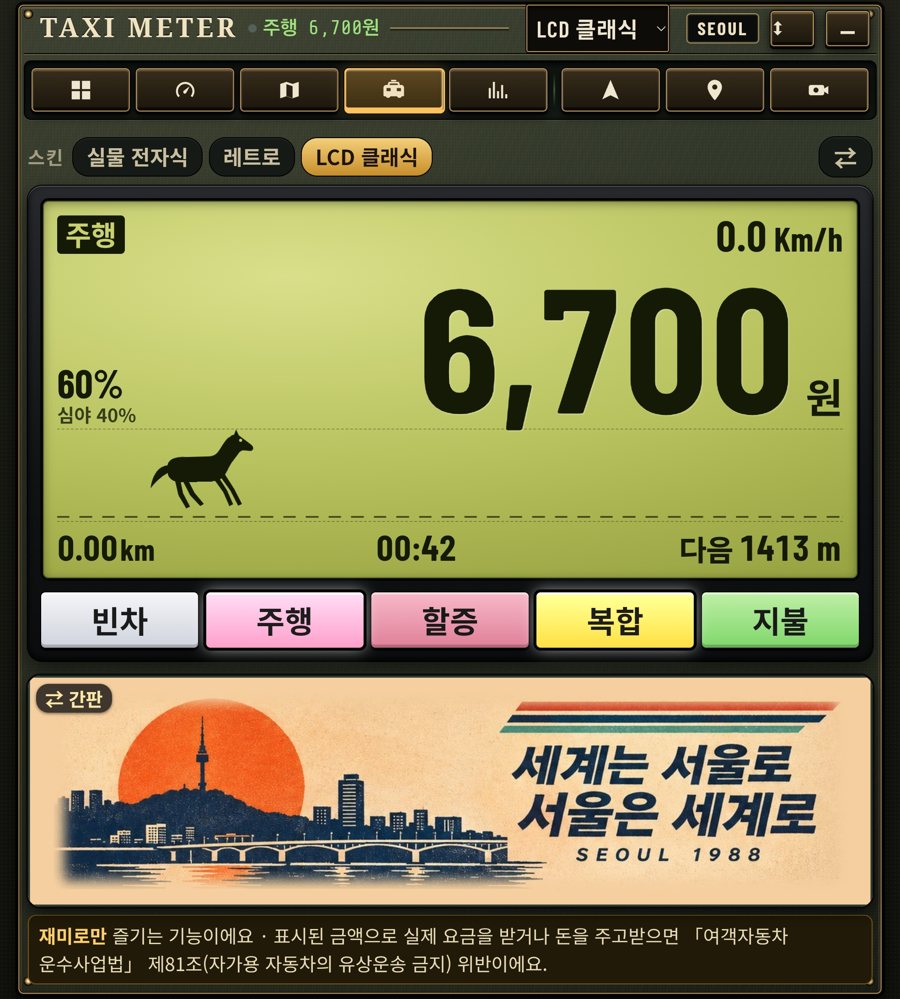 TAXI METER 주행 6,700원 LCD 클래식 SEOUL
스킨 실물 전자식 레트로 LCD 클래식
주행 0.0 Km/h
6,700 원
60%
심야 40%
0.00km 00:42 다음 1413 m
빈차 주행 할증 복합 지불
간판
세계는 서울로
서울은 세계로
SEOUL 1988
재미로만 즐기는 기능이에요 · 표시된 금액으로 실제 요금을 받거나 돈을 주고받으면 「여객자동차
운수사업법」 제81조(자가용 자동차의 유상운송 금지) 위반이에요.